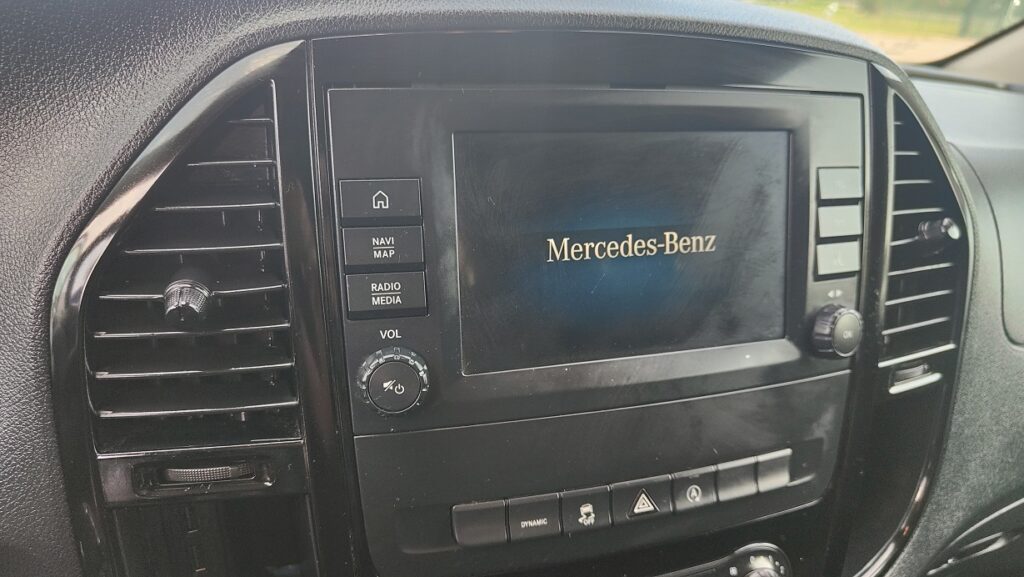 NAVI
MAP
RADIO
MEDIA
VOL
Mercedes-Benz
DYNAMIC